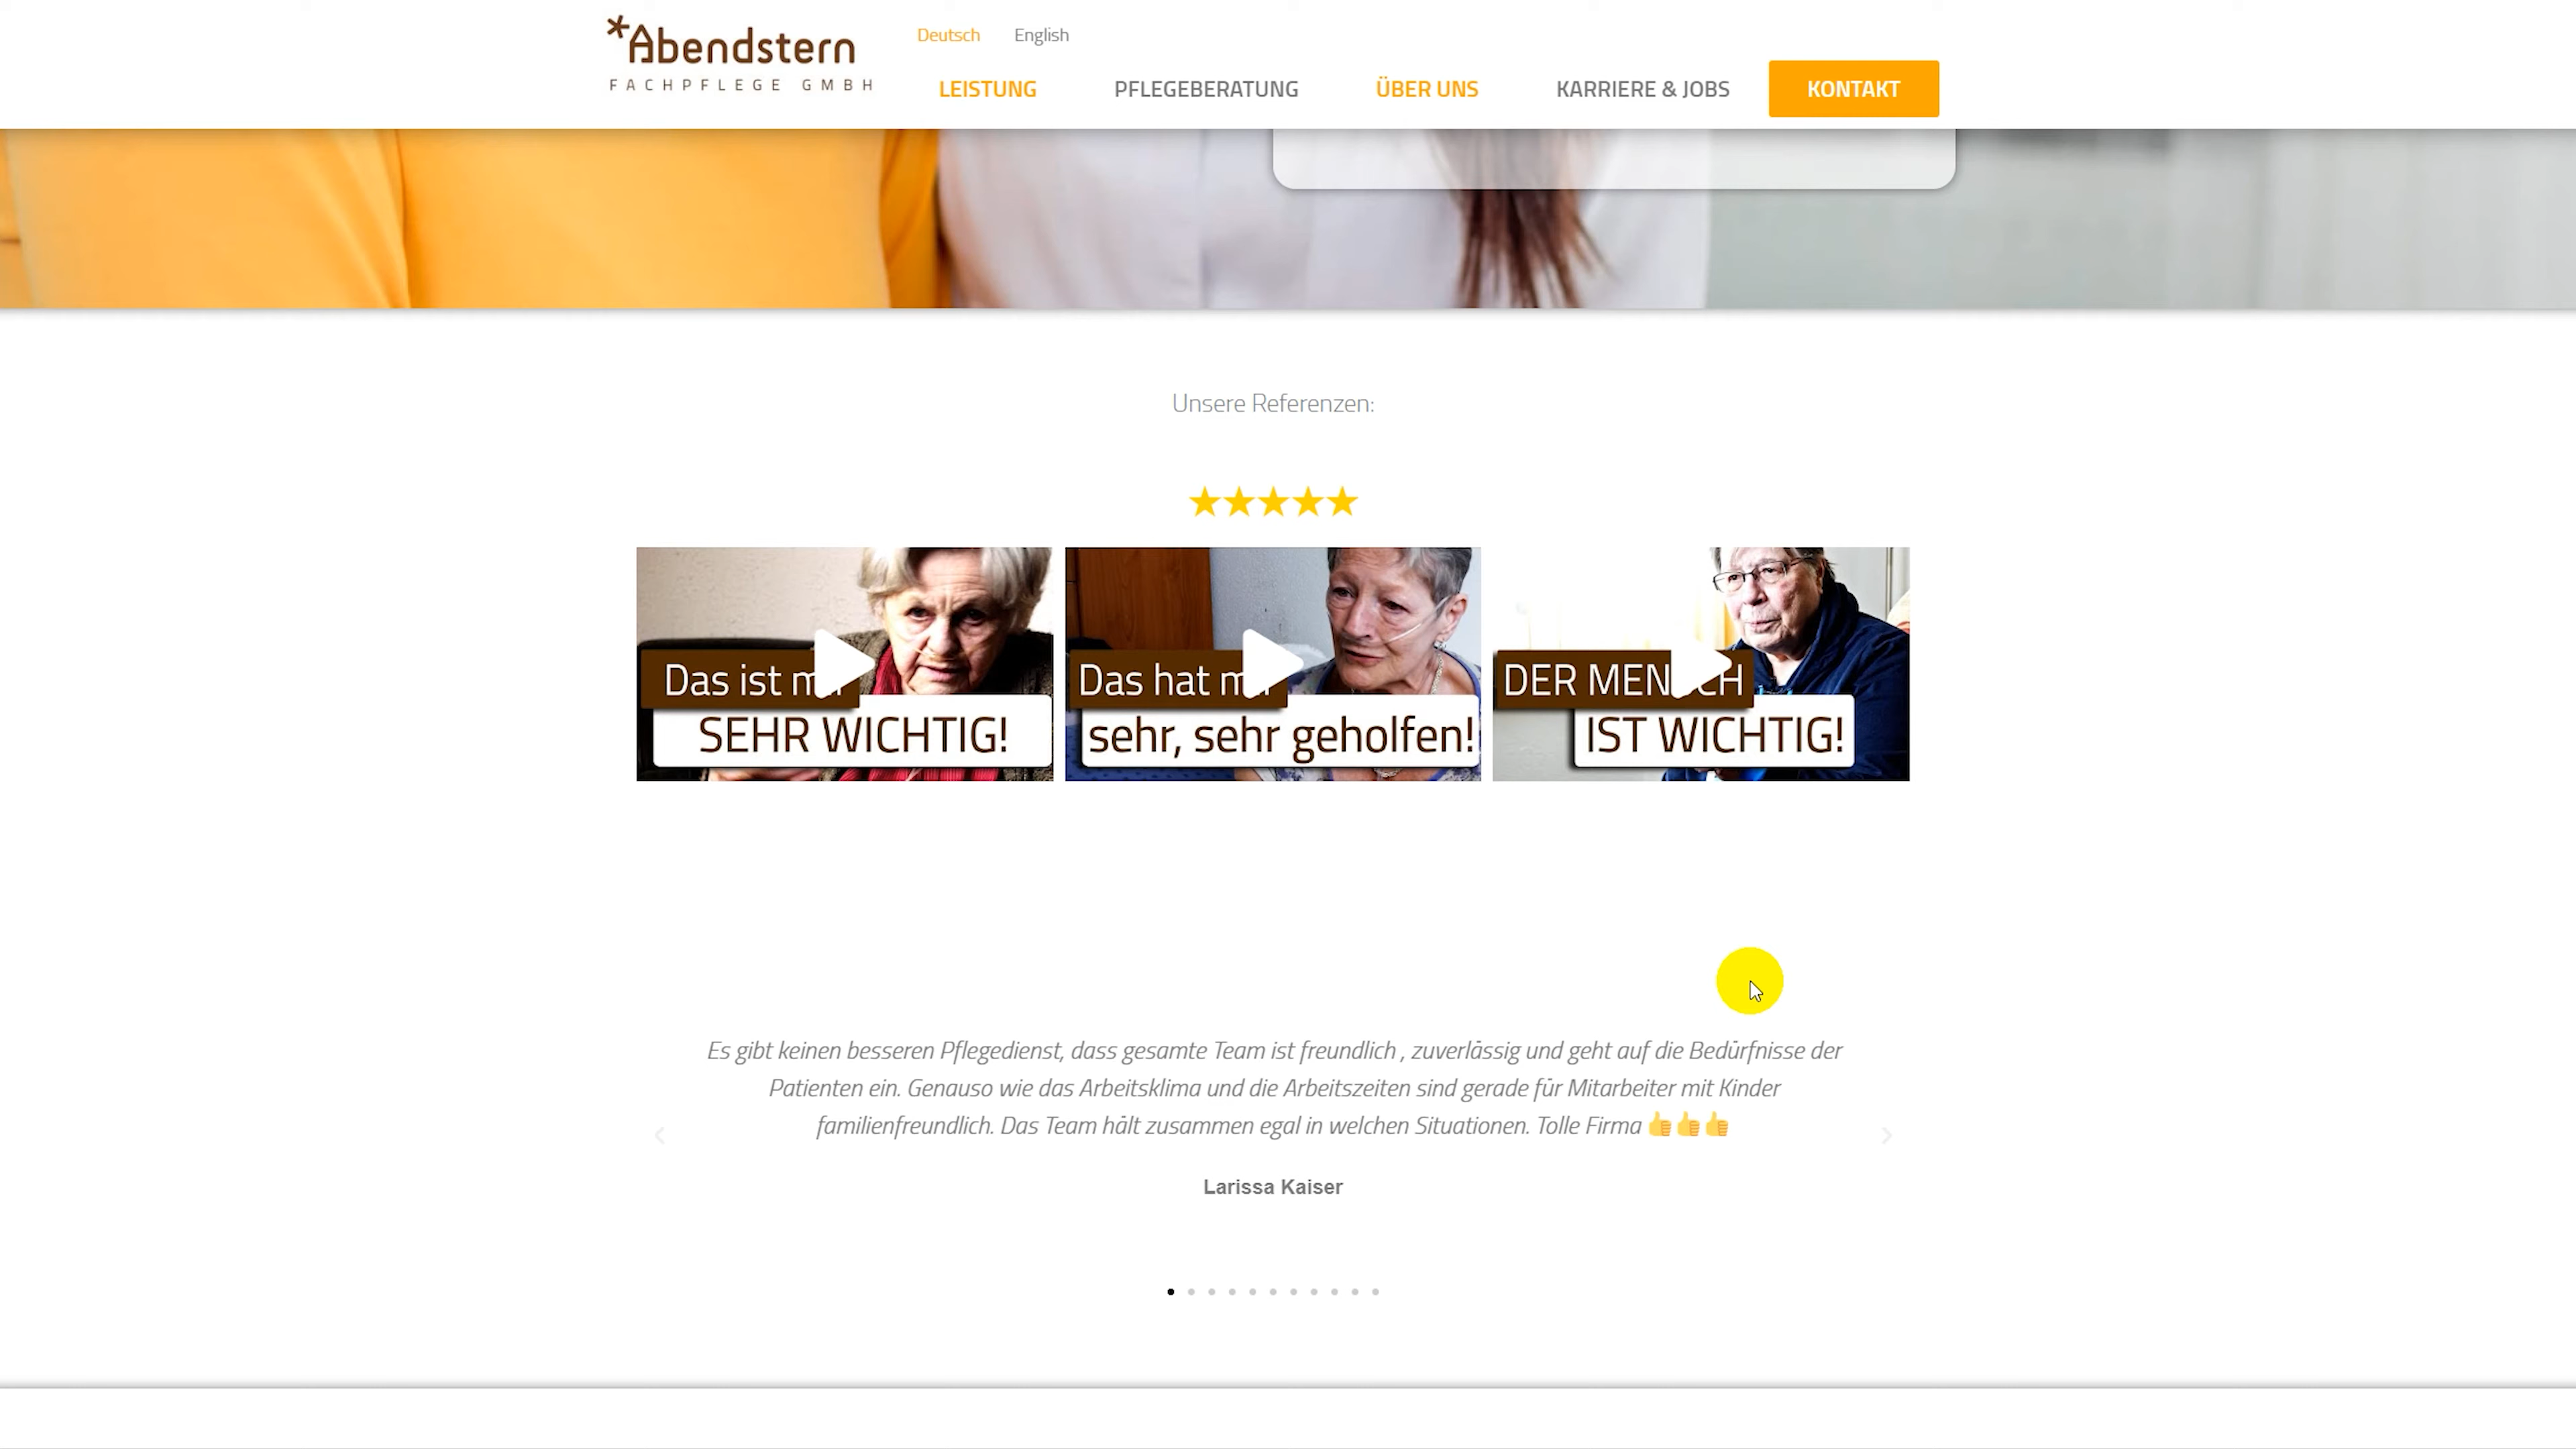 *Abendstern
FACHPFLEGE GMBH
Deutsch English
LEISTUNG PFLEGEBERATUNG ÜBER UNS KARRIERE & JOBS KONTAKT
Unsere Referenzen:
Das ist mir
SEHR WICHTIG!
Das hat mir
sehr, sehr geholfen!
DER MENSCH
IST WICHTIG!
Es gibt keinen besseren Pflegedienst, dass gesamte Team ist freundlich , zuverlässig und geht auf die Bedürfnisse der
Patienten ein. Genauso wie das Arbeitsklima und die Arbeitszeiten sind gerade für Mitarbeiter mit Kinder
familienfreundlich. Das Team hält zusammen egal in welchen Situationen. Tolle Firma 👍👍👍
Larissa Kaiser